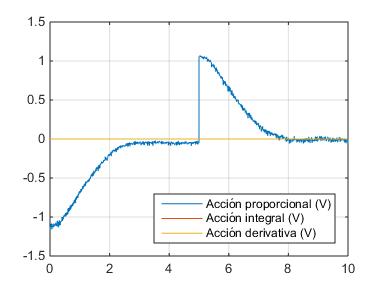 1.5
1
0.5
0
-0.5
-1
-1.5
0 2 4 6 8 10
Acción proporcional (V)
Acción integral (V)
Acción derivativa (V)